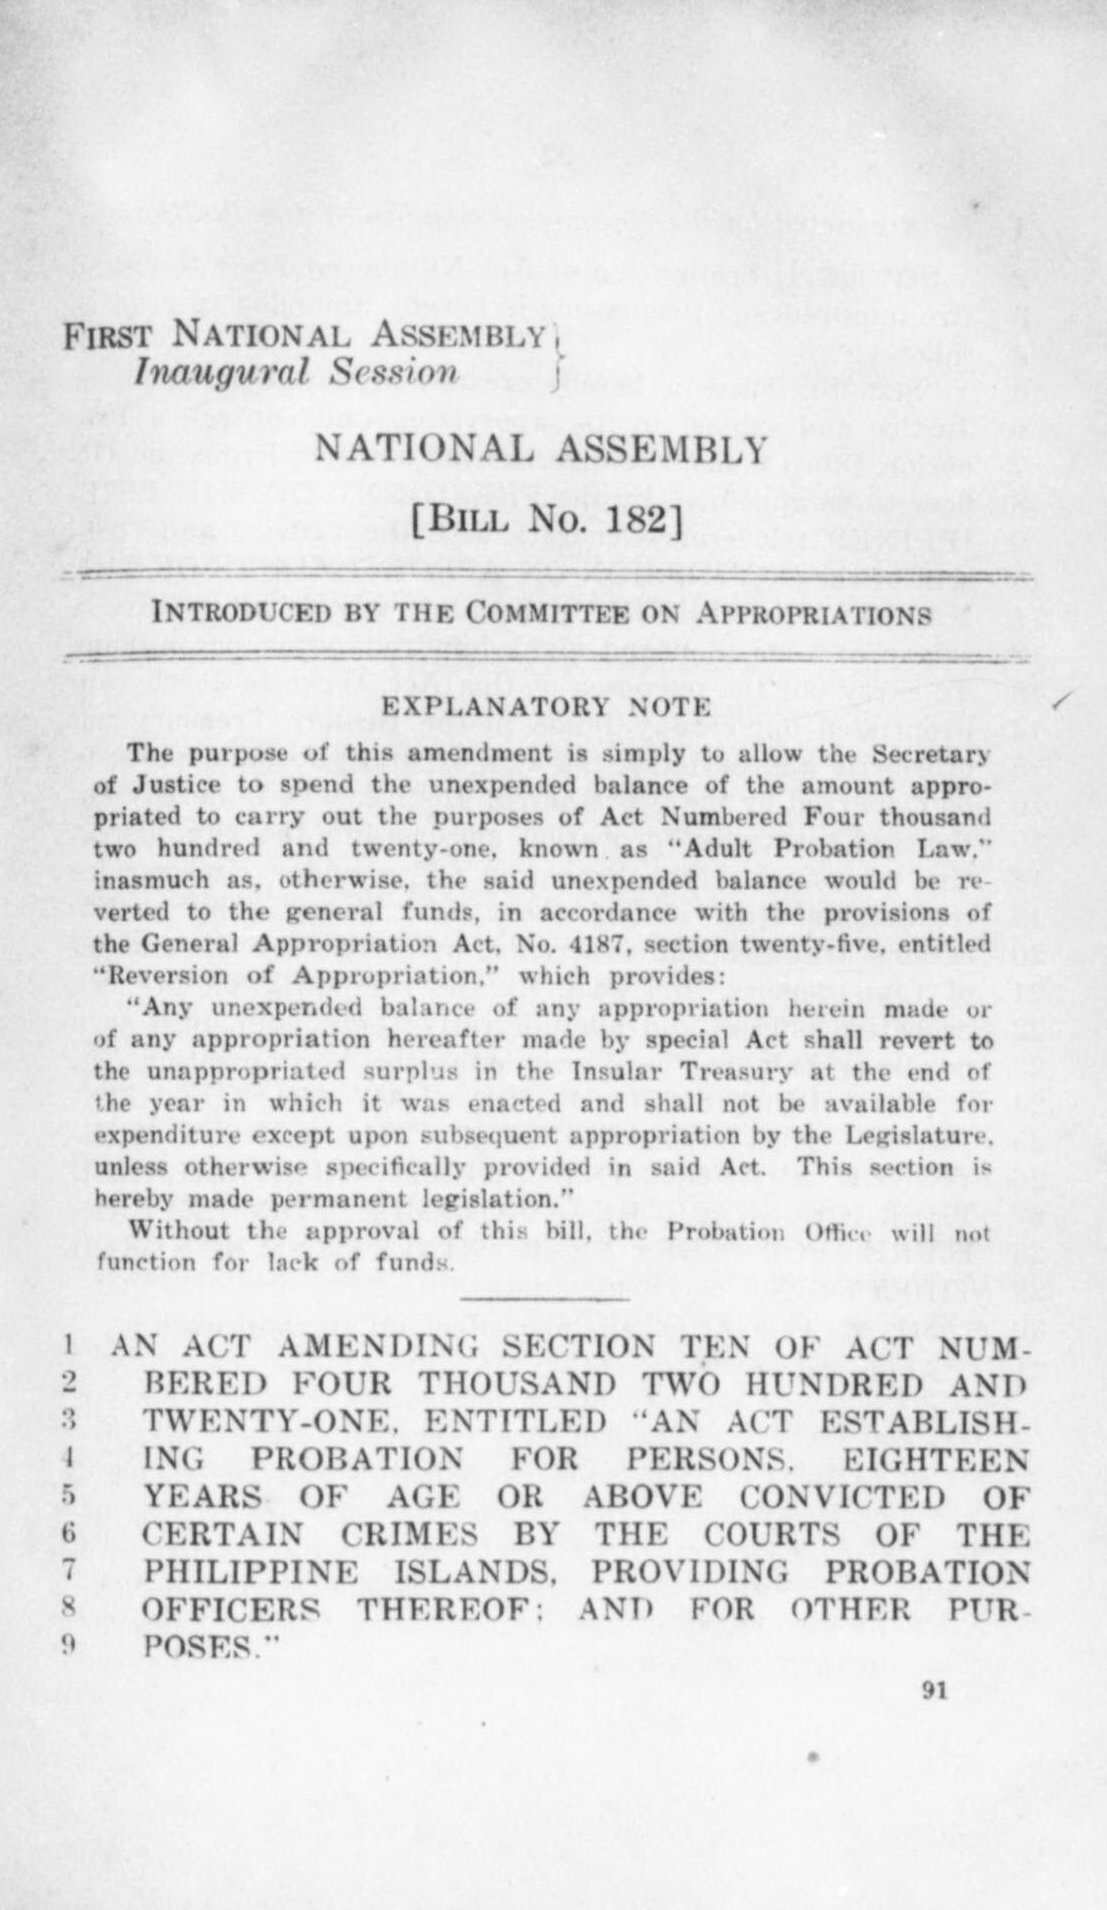 FIRST NATIONAL ASSEMBLY }
Inaugural Session
NATIONAL ASSEMBLY
[BILL No. 182]
INTRODUCED BY THE COMMITTEE ON APPROPRIATIONS
EXPLANATORY NOTE
The purpose of this amendment is simply to allow the Secretary
of Justice to spend the unexpended balance of the amount appro-
priated to carry out the purposes of Act Numbered Four thousand
two hundred and twenty-one, known as “Adult Probation Law,”
inasmuch as, otherwise, the said unexpended balance would be re-
verted to the general funds, in accordance with the provisions of
the General Appropriation Act, No. 4187, section twenty-five, entitled
“Reversion of Appropriation,” which provides:
“Any unexpended balance of any appropriation herein made or
of any appropriation hereafter made by special Act shall revert to
the unappropriated surplus in the Insular Treasury at the end of
the year in which it was enacted and shall not be available for
expenditure except upon subsequent appropriation by the Legislature,
unless otherwise specifically provided in said Act. This section is
hereby made permanent legislation.”
Without the approval of this bill, the Probation Office will not
function for lack of funds.
1 AN ACT AMENDING SECTION TEN OF ACT NUM-
2 BERED FOUR THOUSAND TWO HUNDRED AND
3 TWENTY-ONE, ENTITLED “AN ACT ESTABLISH-
4 ING PROBATION FOR PERSONS, EIGHTEEN
5 YEARS OF AGE OR ABOVE CONVICTED OF
6 CERTAIN CRIMES BY THE COURTS OF THE
7 PHILIPPINE ISLANDS, PROVIDING PROBATION
8 OFFICERS THEREOF; AND FOR OTHER PUR-
9 POSES.”
91